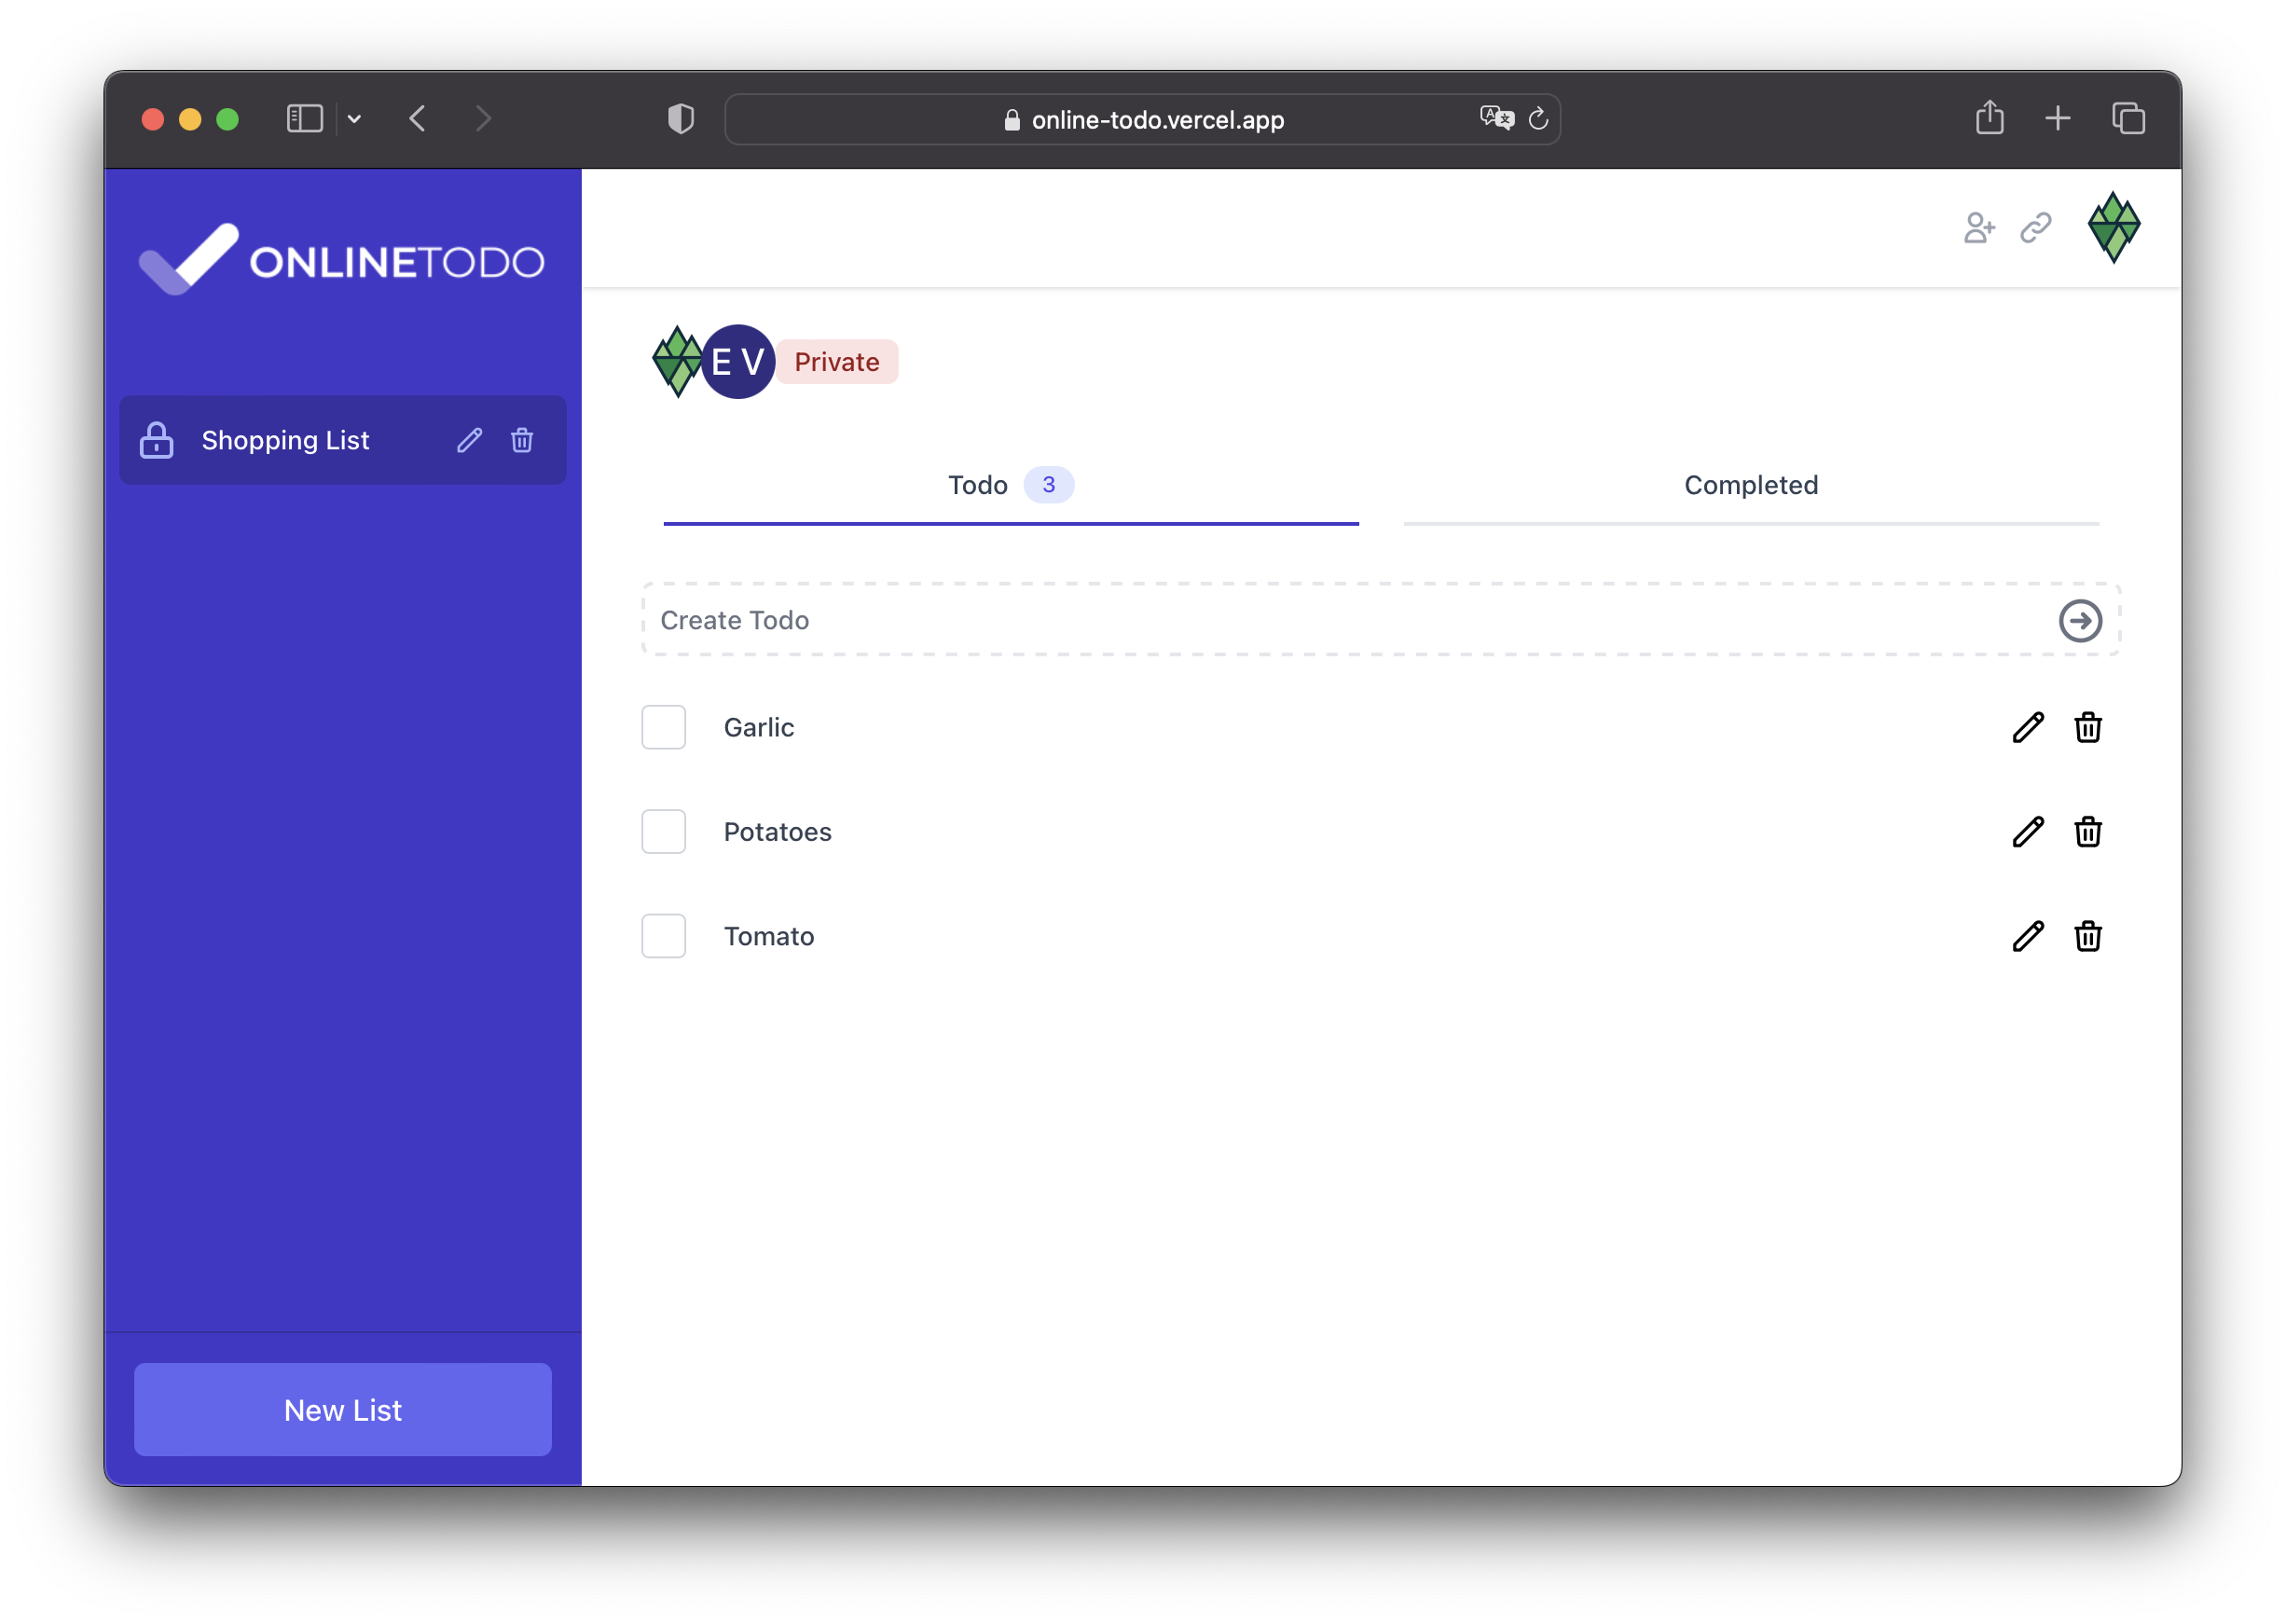 online-todo.vercel.app
ONLINETODO
Shopping List
New List
E V Private
Todo 3 Completed
Create Todo
Garlic
Potatoes
Tomato